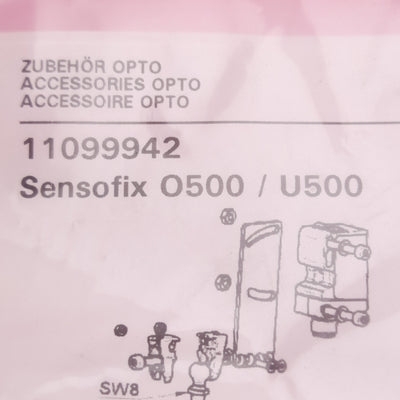 ZUBEHÖR OPTO
ACCESSORIES OPTO
ACCESSOIRE OPTO
11099942
Sensofix O500 / U500
SW8